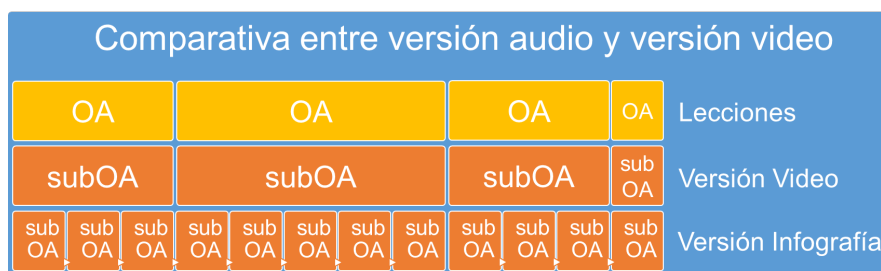 Comparativa entre versión audio y versión video
OA OA OA OA Lecciones
subOA subOA subOA sub OA Versión Video
sub OA sub OA sub OA sub OA sub OA sub OA sub OA sub OA sub OA sub OA sub OA sub OA Versión Infografía